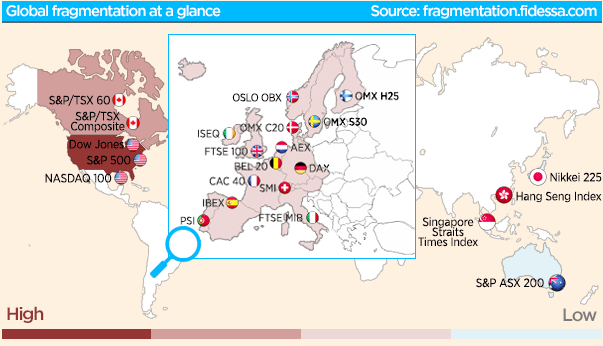 Global fragmentation at a glance
Source: fragmentation.fidessa.com
S&P/TSX 60
S&P/TSX
Composite
Dow Jones
S&P 500
NASDAQ 100
OSLO OBX
OMX H25
OMX S30
OMX C20
ISEQ
FTSE 100
AEX
BEL 20
DAX
CAC 40
SMI
IBEX
PSI
FTSE MIB
Nikkei 225
Hang Seng Index
Singapore
Straits
Times Index
S&P ASX 200
High
Low